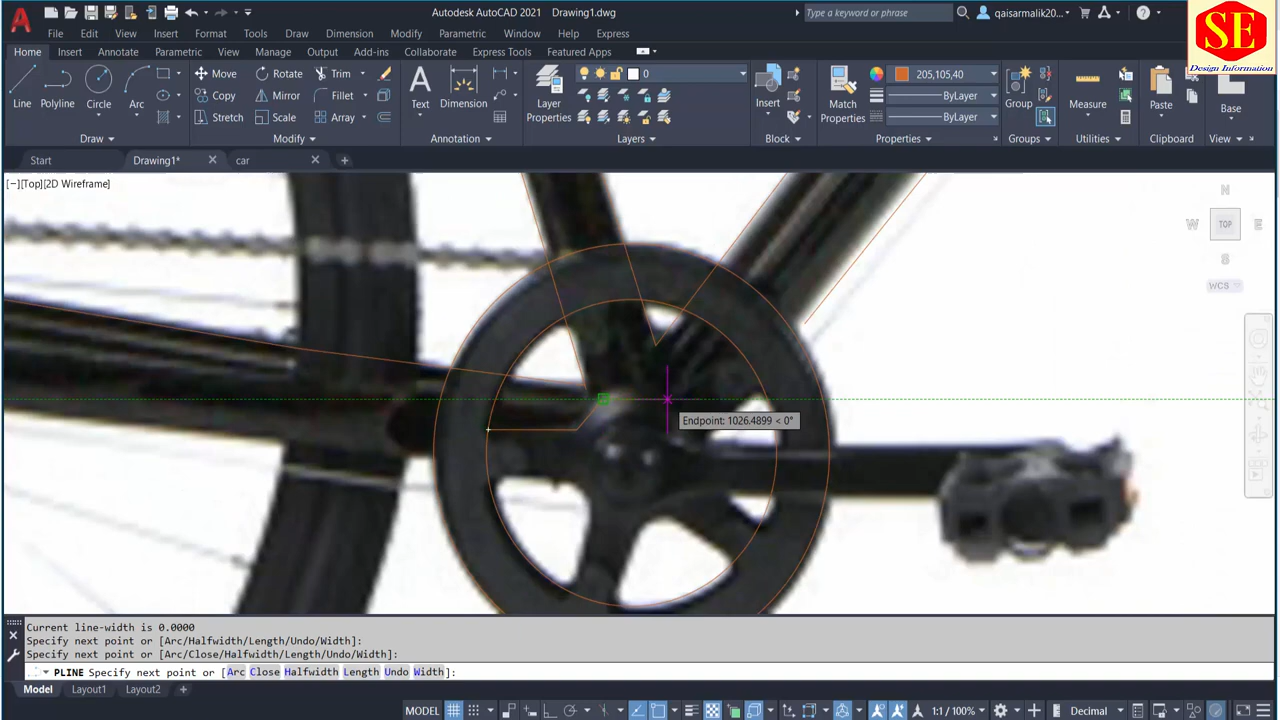 Autodesk AutoCAD 2021 Drawing1.dwg
Type a keyword or phrase
qaisarmalik20...
SE
Design Information
File Edit View Insert Format Tools Draw Dimension Modify Parametric Window Help Express
Home Insert Annotate Parametric View Manage Output Add-ins Collaborate Express Tools Featured Apps
Line Polyline Circle Arc
Move Rotate Trim
Copy Mirror Fillet
Stretch Scale Array
Text Dimension
Layer Properties
0
Insert
Match Properties
205,105,40
ByLayer
ByLayer
Group
Measure
Paste
Base
Draw Modify Annotation Layers Block Properties Groups Utilities Clipboard View
Start Drawing1* car
[−][Top][2D Wireframe]
N
W TOP E
S
WCS
Endpoint: 1026.4899 < 0°
Current line-width is 0.0000
Specify next point or [Arc/Halfwidth/Length/Undo/Width]:
Specify next point or [Arc/Close/Halfwidth/Length/Undo/Width]:
PLINE Specify next point or [Arc Close Halfwidth Length Undo Width]:
Model Layout1 Layout2
MODEL 1:1 / 100% Decimal